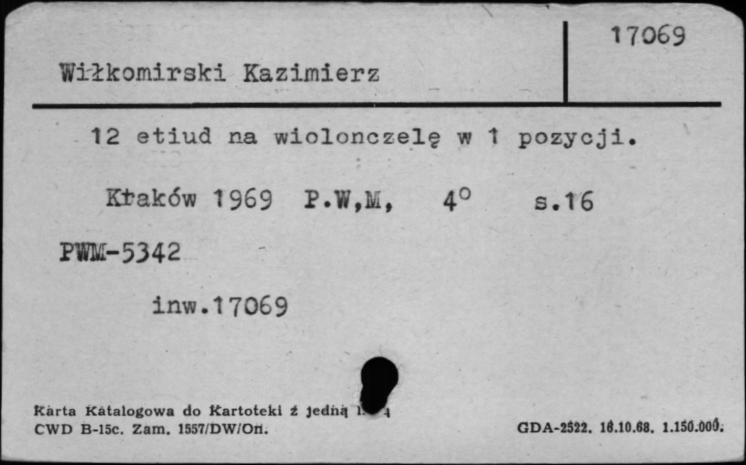 17069
Wiłkomirski Kazimierz
12 etiud na wiolonczelę w 1 pozycji.
Kraków 1969 P.W,M, 4° s.16
PWM-5342
inw.17069
Karta Katalogowa do Kartoteki z jedną
CWD B-15c. Zam. 1557/DW/On.
GDA-2522. 16.10.68. 1.150.000.